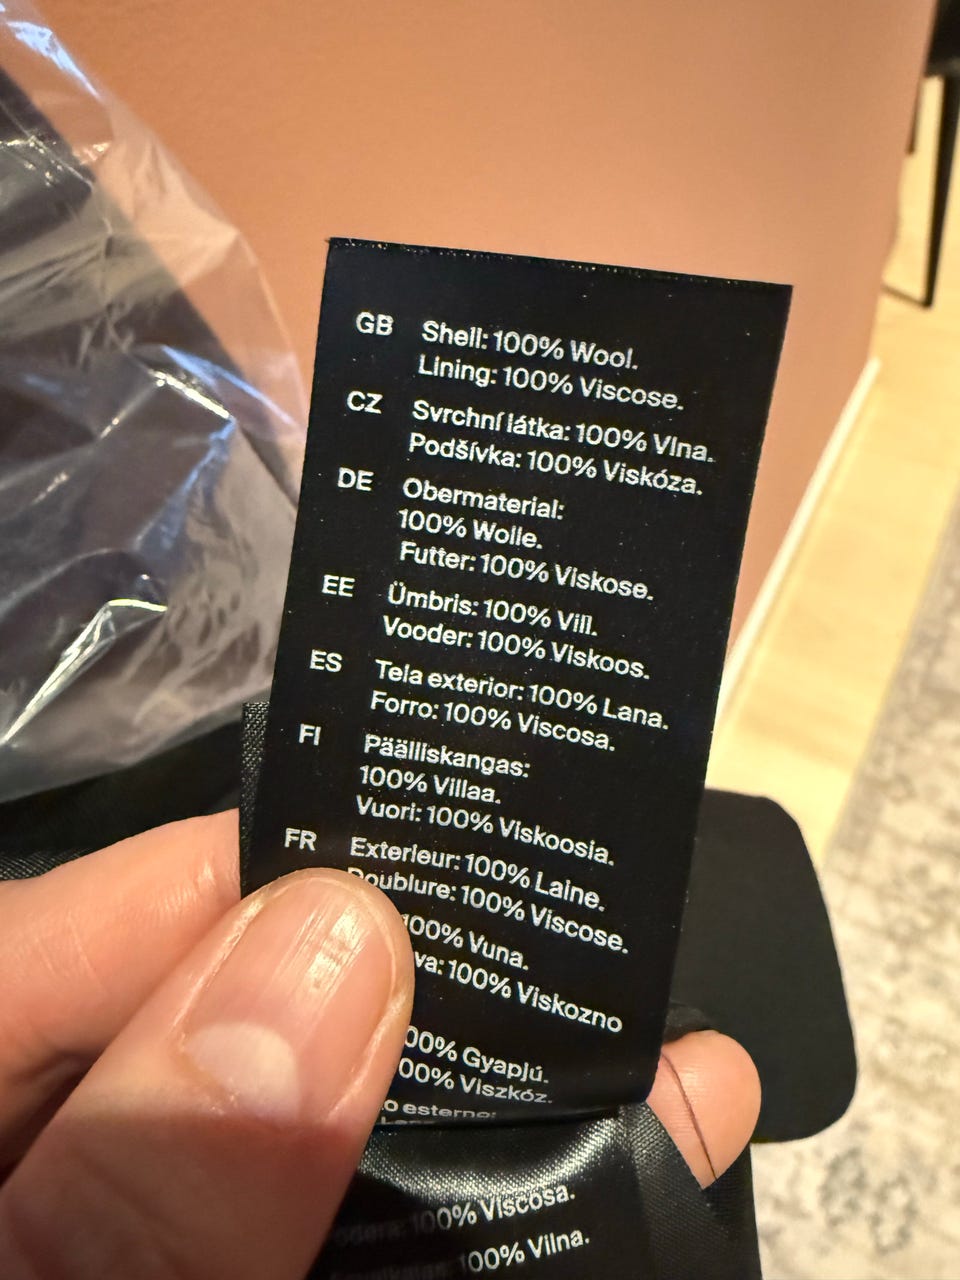 GB Shell: 100% Wool.
Lining: 100% Viscose.
CZ Svrchní látka: 100% Vlna.
Podšívka: 100% Viskóza.
DE Obermaterial:
100% Wolle.
Futter: 100% Viskose.
EE Ümbris: 100% Vill.
Vooder: 100% Viskoos.
ES Tela exterior: 100% Lana.
Forro: 100% Viscosa.
FI Päälliskangas:
100% Villaa.
Vuori: 100% Viskoosia.
FR Exterieur: 100% Laine.
Doublure: 100% Viscose.
100% Vuna.
100% Viskozno
00% Gyapjú.
00% Viszkóz.
esterno:
100% Viscosa.
100% Vilna.